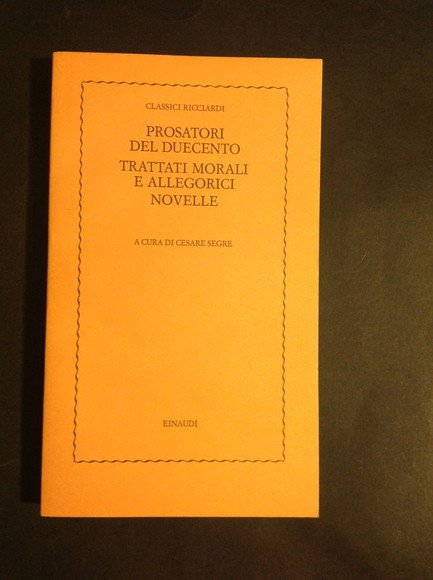 CLASSICI RICCIARDI
PROSATORI
DEL DUECENTO
TRATTATI MORALI
E ALLEGORICI
NOVELLE
A CURA DI CESARE SEGRE
EINAUDI